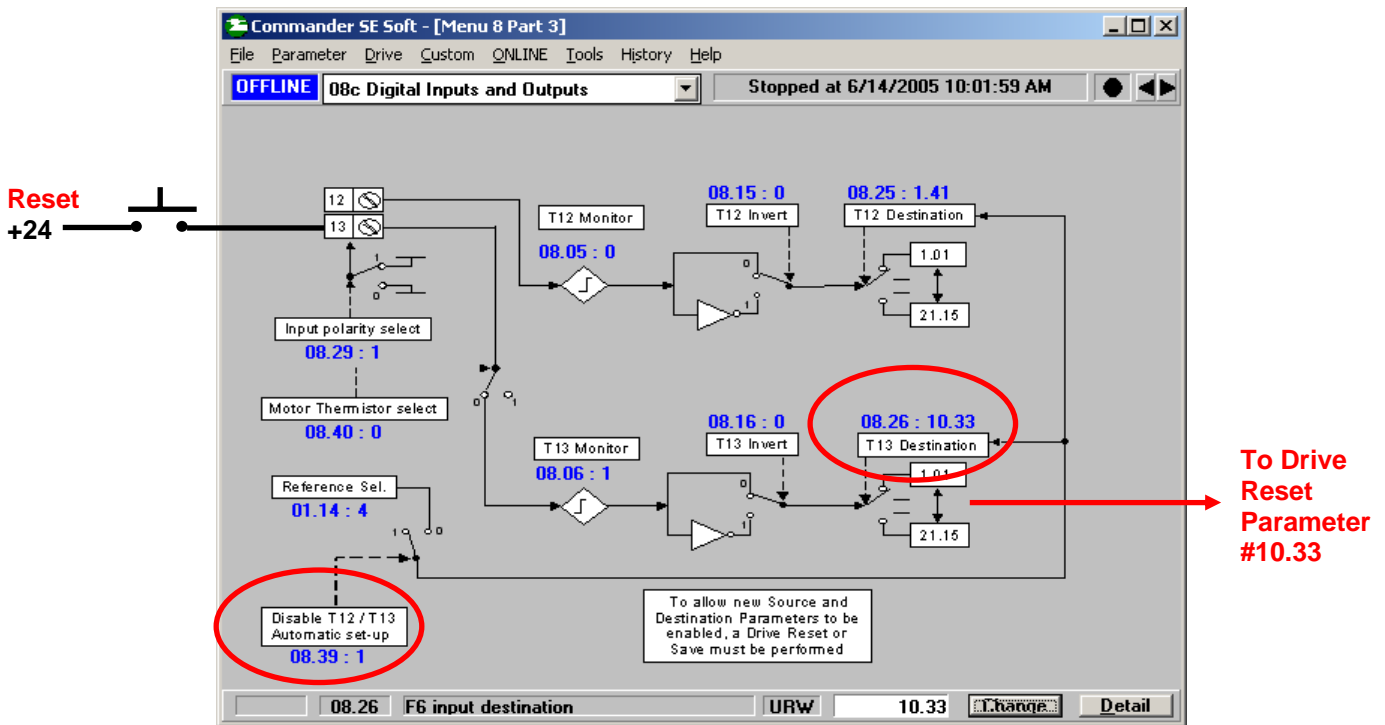 Commander SE Soft - [Menu 8 Part 3]
File Parameter Drive Custom ONLINE Tools History Help
OFFLINE 08c Digital Inputs and Outputs Stopped at 6/14/2005 10:01:59 AM
Reset
+24
12
13
T12 Monitor
08.05 : 0
08.15 : 0
T12 Invert
08.25 : 1.41
T12 Destination
0
1
1.01
21.15
1
0
Input polarity select
08.29 : 1
Motor Thermistor select
08.40 : 0
0
1
T13 Monitor
08.06 : 1
08.16 : 0
T13 Invert
08.26 : 10.33
T13 Destination
0
1
1.01
21.15
To Drive
Reset
Parameter
#10.33
Reference Sel.
01.14 : 4
1
0
Disable T12 / T13
Automatic set-up
08.39 : 1
To allow new Source and
Destination Parameters to be
enabled, a Drive Reset or
Save must be performed
08.26 F6 input destination URW 10.33 Change Detail